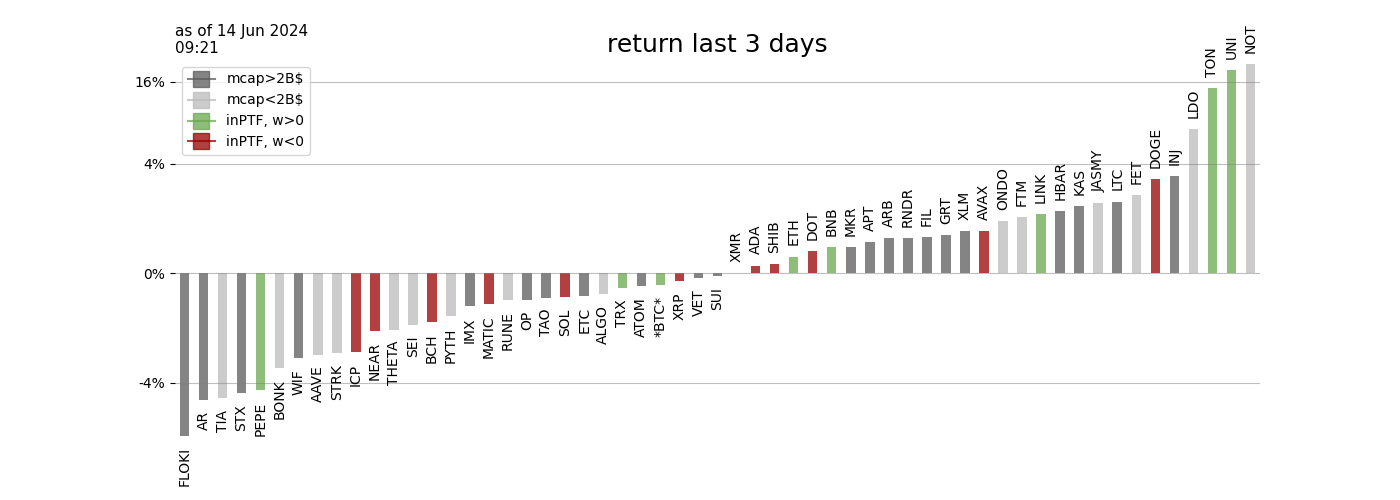 as of 14 Jun 2024
09:21
return last 3 days
mcap>2B$
mcap<2B$
inPTF, w>0
inPTF, w<0
16%
4%
0%
-4%
FLOKI
AR
TIA
STX
PEPE
BONK
WIF
AAVE
STRK
ICP
NEAR
THETA
SEI
BCH
PYTH
IMX
MATIC
RUNE
OP
TAO
SOL
ETC
ALGO
TRX
ATOM
*BTC*
XRP
VET
SUI
XMR
ADA
SHIB
ETH
DOT
BNB
MKR
APT
ARB
RNDR
FIL
GRT
XLM
AVAX
ONDO
FTM
LINK
HBAR
KAS
JASMY
LTC
FET
DOGE
INJ
LDO
TON
UNI
NOT